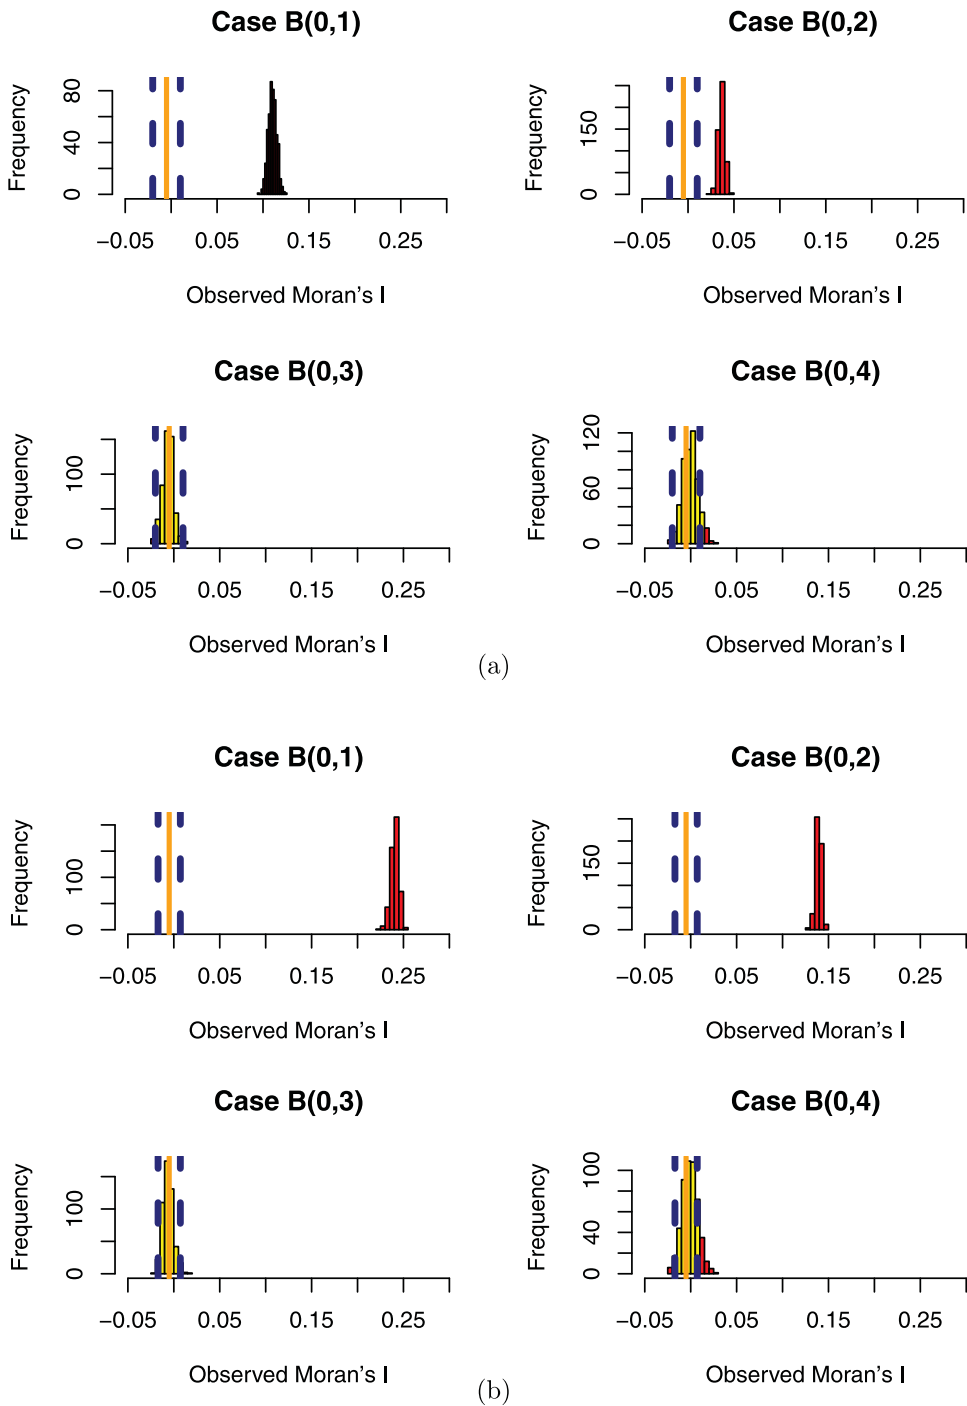 Case B(0,1)
Frequency
80
40
0
−0.05 0.05 0.15 0.25
Observed Moran's I
Case B(0,2)
Frequency
150
0
−0.05 0.05 0.15 0.25
Observed Moran's I
Case B(0,3)
Frequency
100
0
−0.05 0.05 0.15 0.25
Observed Moran's I
Case B(0,4)
Frequency
120
60
0
−0.05 0.05 0.15 0.25
Observed Moran's I
(a)
Case B(0,1)
Frequency
100
0
−0.05 0.05 0.15 0.25
Observed Moran's I
Case B(0,2)
Frequency
150
0
−0.05 0.05 0.15 0.25
Observed Moran's I
Case B(0,3)
Frequency
100
0
−0.05 0.05 0.15 0.25
Observed Moran's I
Case B(0,4)
Frequency
100
40
0
−0.05 0.05 0.15 0.25
Observed Moran's I
(b)